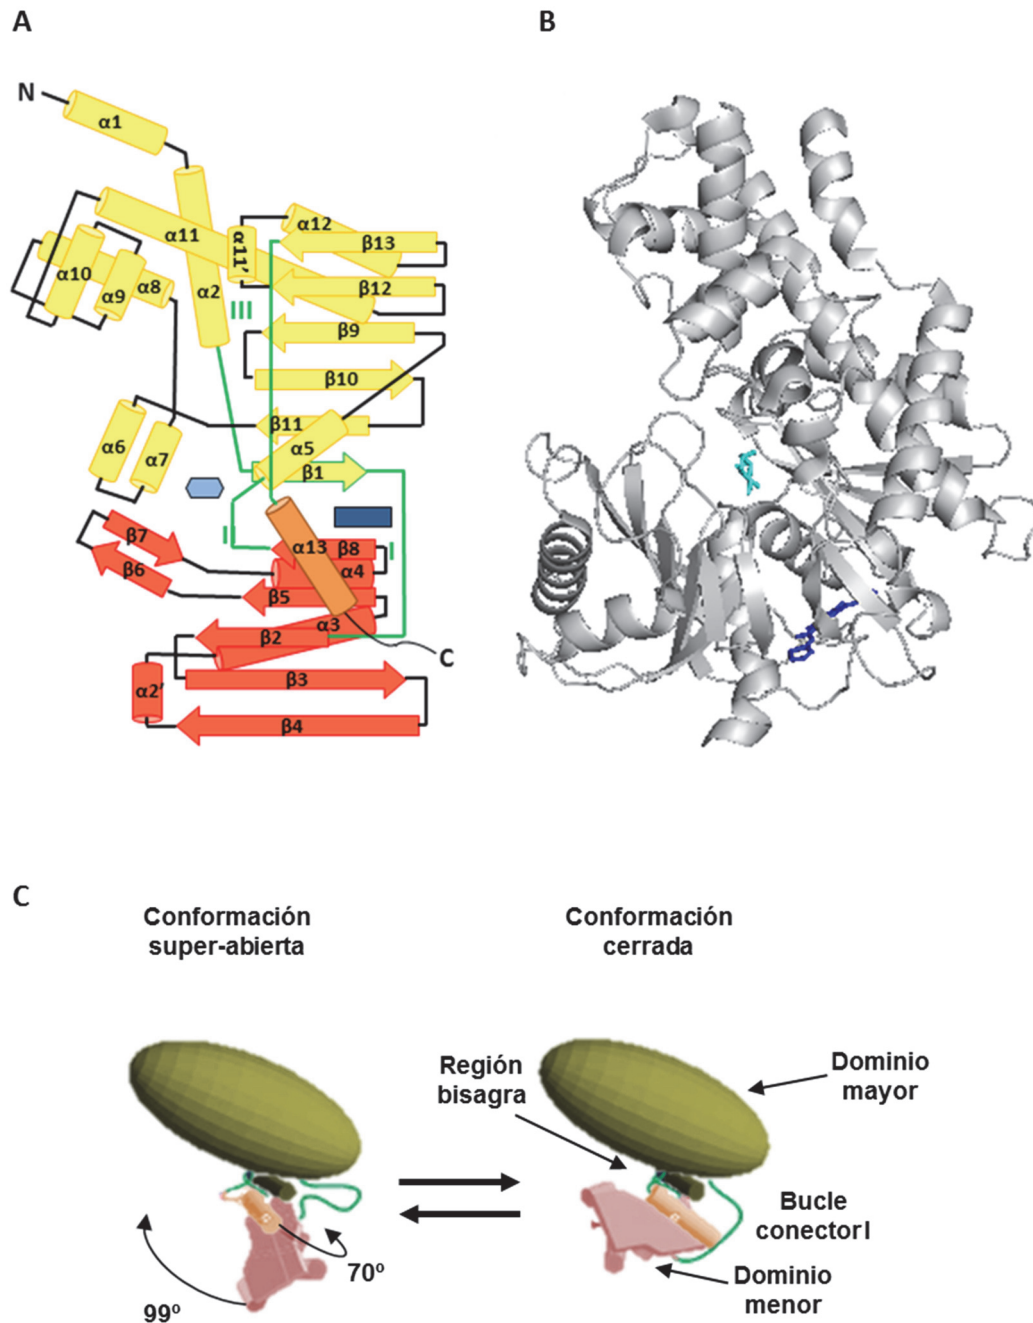 A
B
N
α1
α12
α11
α11'
β13
α10
α9
α8
α2
β12
III
β9
β10
β11
α6
α7
α5
β1
II
β7
α13
β8
I
β6
α4
β5
α3
β2
C
α2'
β3
β4
C
Conformación
super-abierta
Conformación
cerrada
Región
bisagra
Dominio
mayor
Bucle
conector I
70º
99º
Dominio
menor